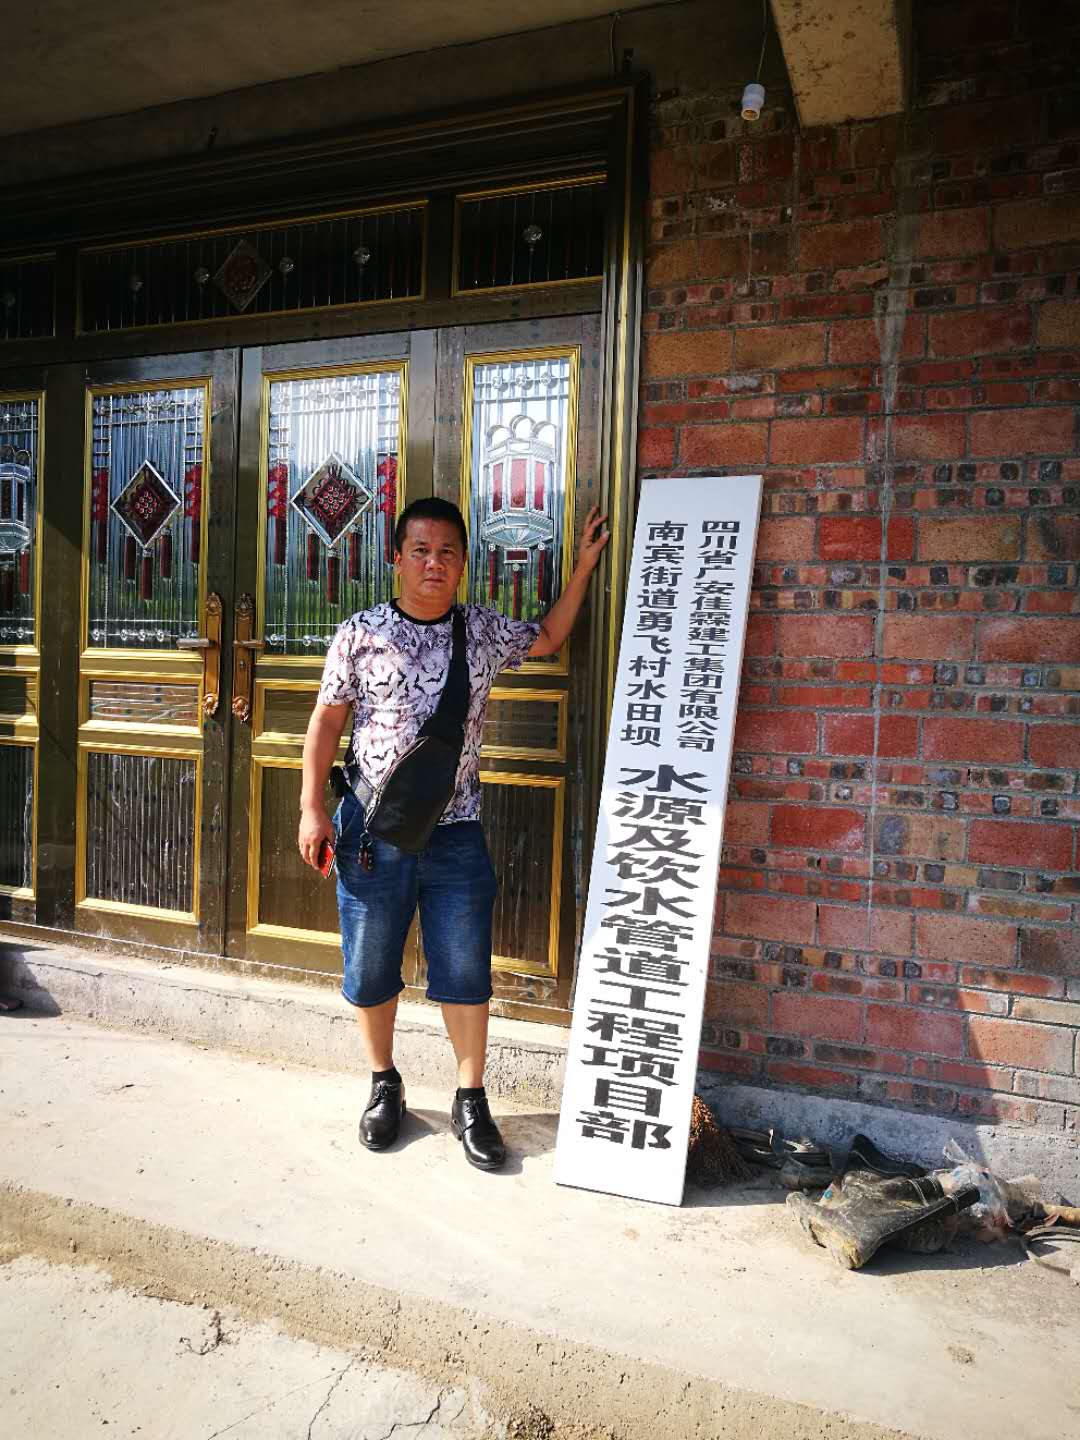 四川省广安佳霖建工集团有限公司
南宾街道勇飞村水田坝
水源及饮水管道工程项目部